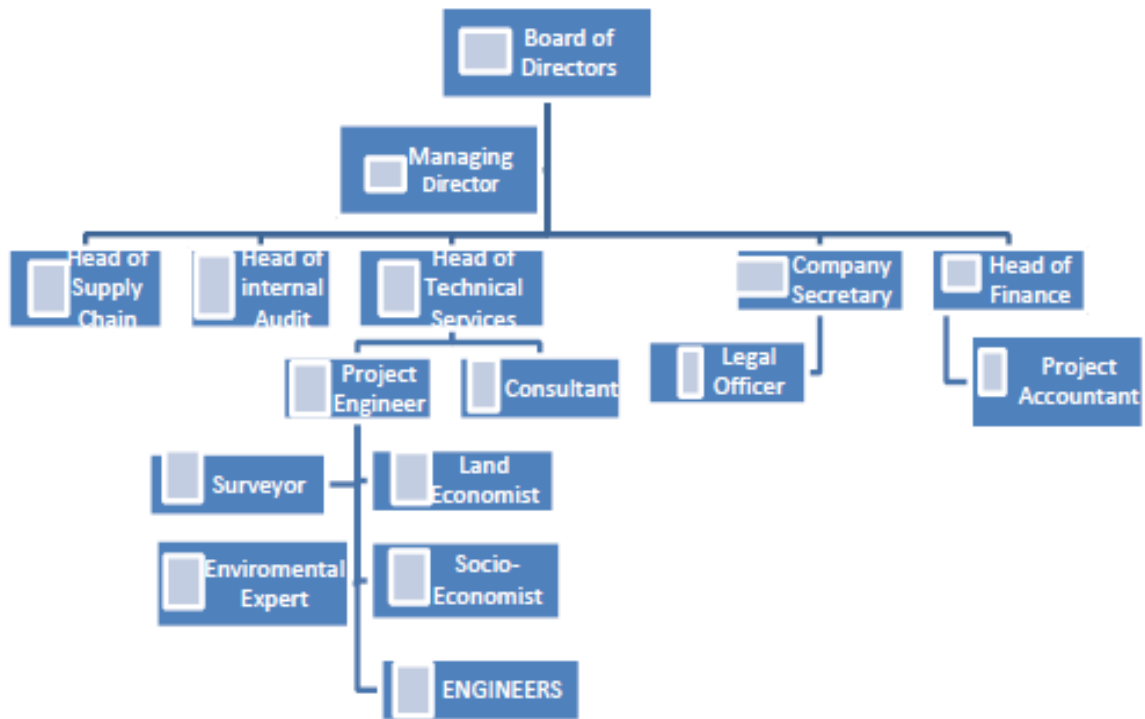 Board of
Directors
Managing
Director
Head of
Supply
Chain
Head of
internal
Audit
Head of
Technical
Services
Company
Secretary
Head of
Finance
Project
Engineer
Consultant
Legal
Officer
Project
Accountant
Surveyor
Land
Economist
Enviromental
Expert
Socio-
Economist
ENGINEERS